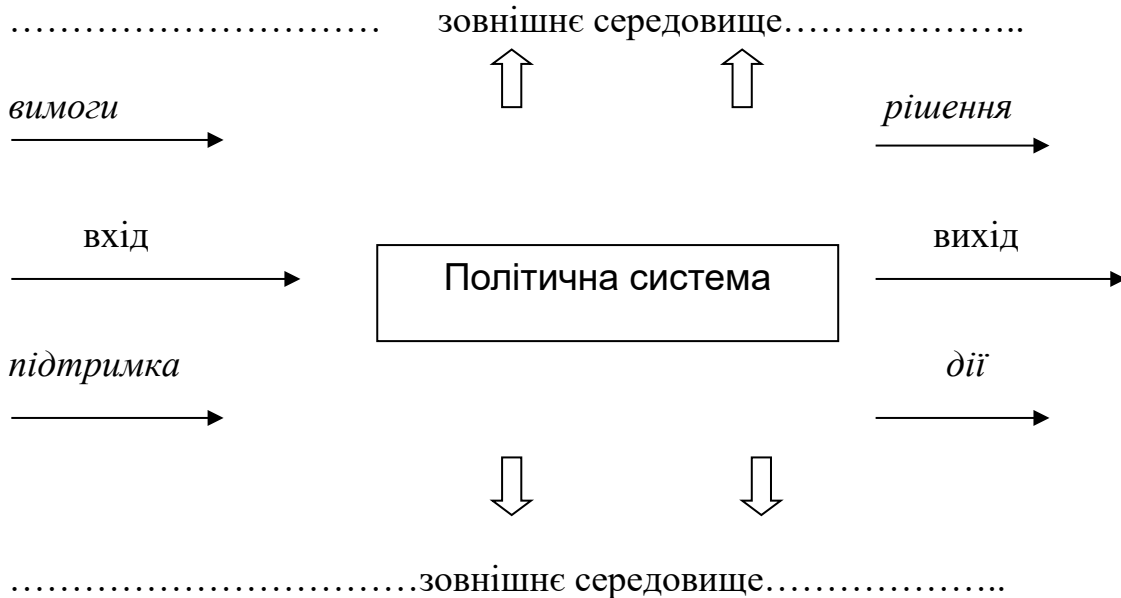 …………………………  зовнішнє середовище………………..
вимоги рішення
вхід вихід
Політична система
підтримка дії
……………………………зовнішнє середовище………………..